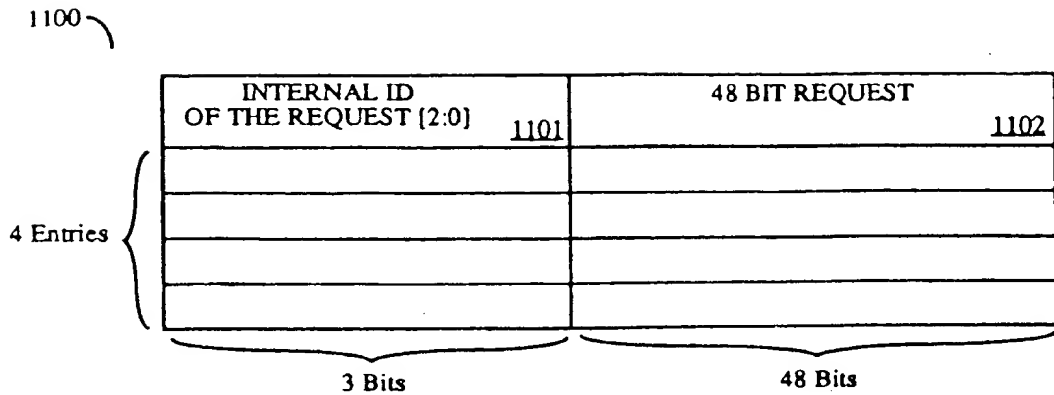 1100
INTERNAL ID
OF THE REQUEST [2:0]
1101
48 BIT REQUEST
1102
4 Entries
3 Bits
48 Bits